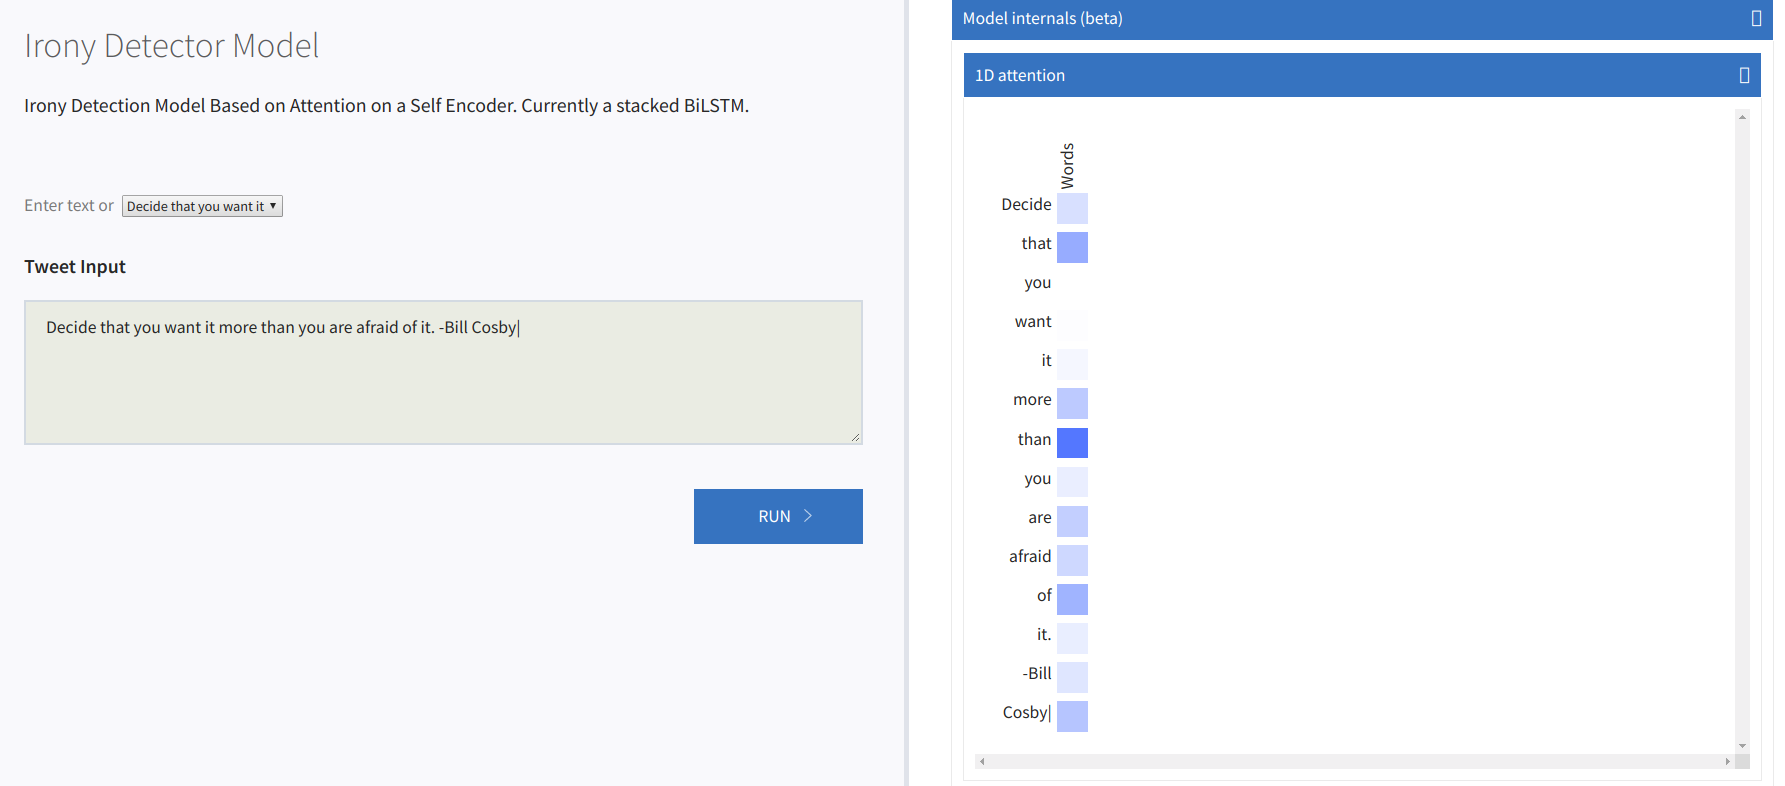 Irony Detector Model
Irony Detection Model Based on Attention on a Self Encoder. Currently a stacked BiLSTM.
Enter text or Decide that you want it
Tweet Input
Decide that you want it more than you are afraid of it. -Bill Cosby|
RUN
Model internals (beta)
1D attention
Words
Decide
that
you
want
it
more
than
you
are
afraid
of
it.
-Bill
Cosby|